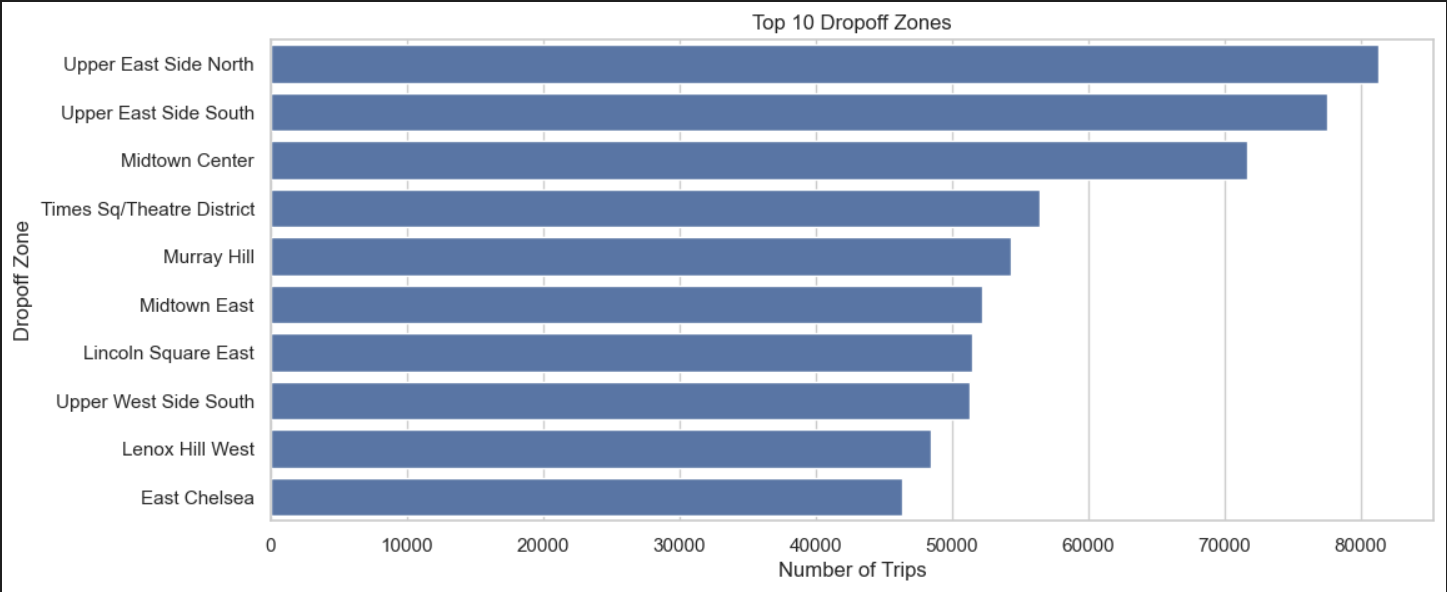 Top 10 Dropoff Zones
Dropoff Zone
Upper East Side North
Upper East Side South
Midtown Center
Times Sq/Theatre District
Murray Hill
Midtown East
Lincoln Square East
Upper West Side South
Lenox Hill West
East Chelsea
0 10000 20000 30000 40000 50000 60000 70000 80000
Number of Trips